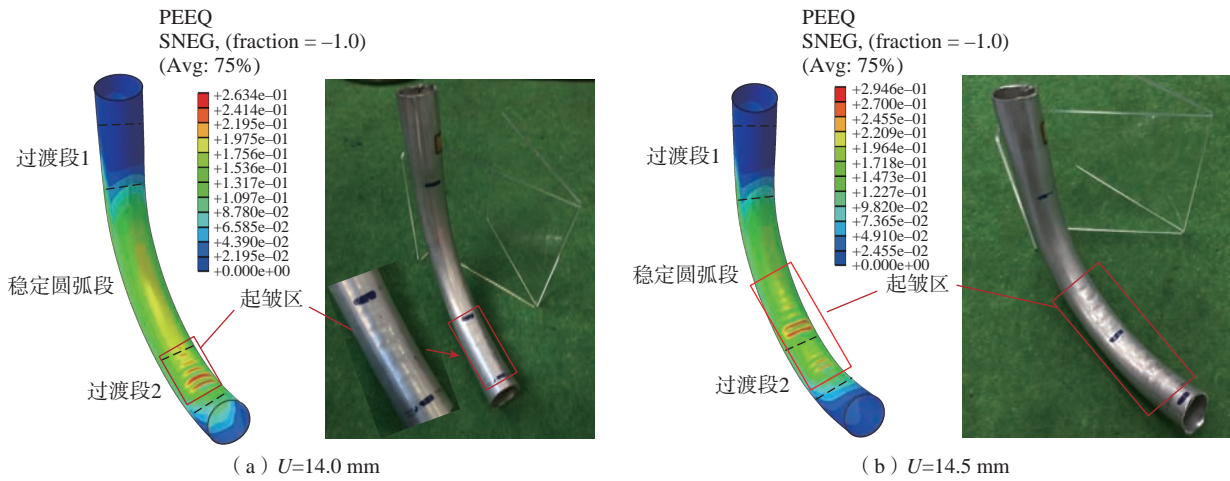 PEEQ
SNEG, (fraction = –1.0)
(Avg: 75%)
+2.634e–01
+2.414e–01
+2.195e–01
+1.975e–01
+1.756e–01
+1.536e–01
+1.317e–01
+1.097e–01
+8.780e–02
+6.585e–02
+4.390e–02
+2.195e–02
+0.000e+00
过渡段1
稳定圆弧段
起皱区
过渡段2
(a) U=14.0 mm
PEEQ
SNEG, (fraction = –1.0)
(Avg: 75%)
+2.946e–01
+2.700e–01
+2.455e–01
+2.209e–01
+1.964e–01
+1.718e–01
+1.473e–01
+1.227e–01
+9.820e–02
+7.365e–02
+4.910e–02
+2.455e–02
+0.000e+00
过渡段1
稳定圆弧段
起皱区
过渡段2
(b) U=14.5 mm